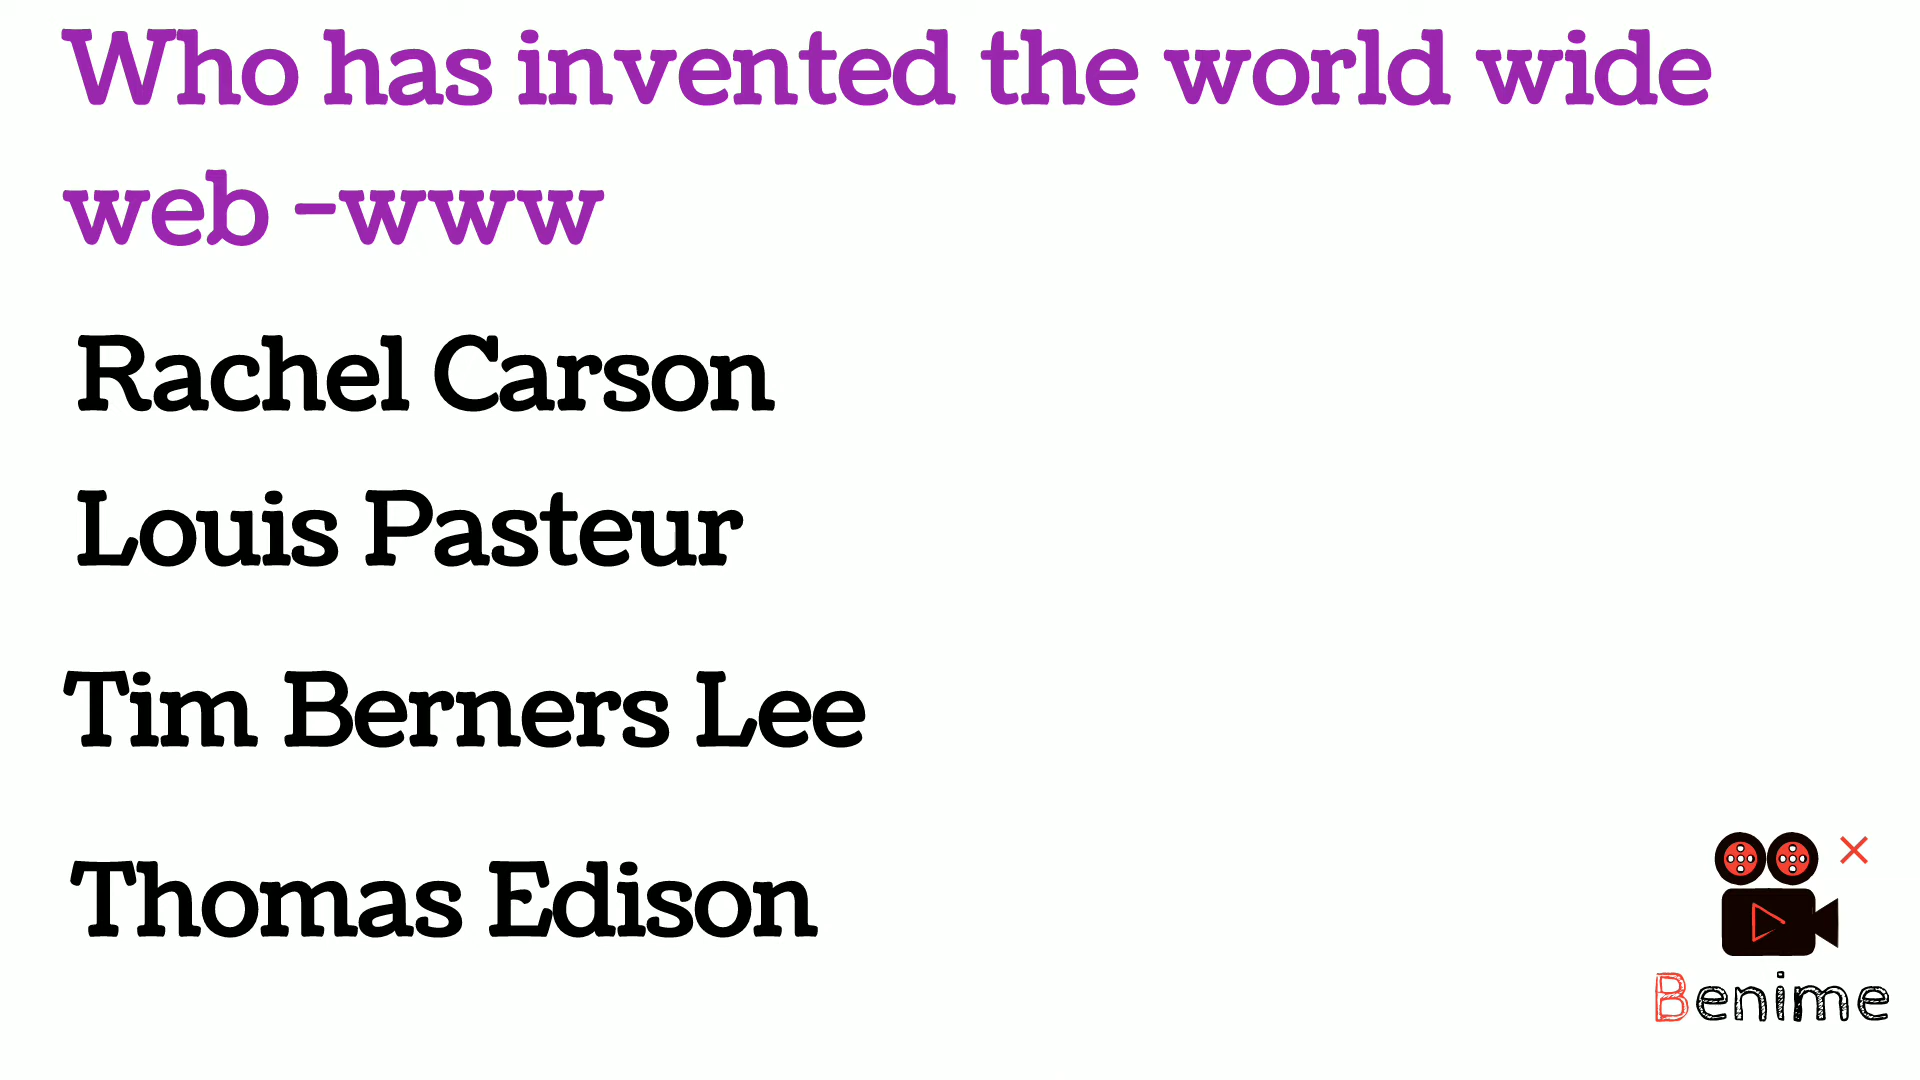 Who has invented the world wide
web -www
Rachel Carson
Louis Pasteur
Tim Berners Lee
Thomas Edison
Benime